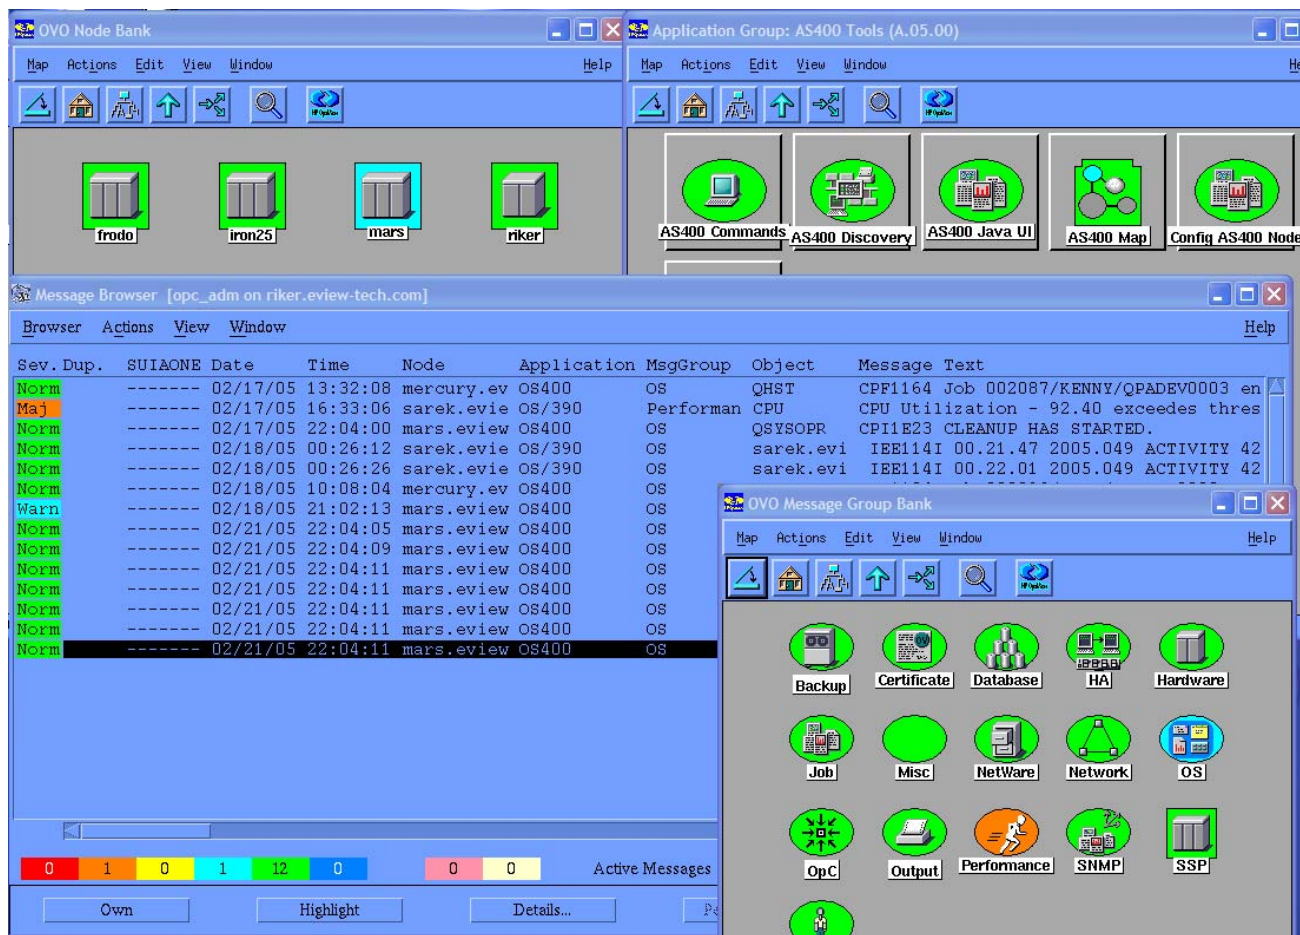 OVO Node Bank
Map Actions Edit View Window Help
frodo iron25 mars riker
Application Group: AS400 Tools (A.05.00)
Map Actions Edit View Window
AS400 Commands AS400 Discovery AS400 Java UI AS400 Map Config AS400 Node
Message Browser [opc_adm on riker.eview-tech.com]
Browser Actions View Window Help
Sev. Dup. SUIAONE Date Time Node Application MsgGroup Object Message Text
Norm ------- 02/17/05 13:32:08 mercury.ev OS400 OS QHST CPF1164 Job 002087/KENNY/QPADEV0003 en
Maj ------- 02/17/05 16:33:06 sarek.evie OS/390 Performan CPU CPU Utilization - 92.40 exceedes thres
Norm ------- 02/17/05 22:04:00 mars.eview OS400 OS QSYSOPR CPI1E23 CLEANUP HAS STARTED.
Norm ------- 02/18/05 00:26:12 sarek.evie OS/390 OS sarek.evi IEE114I 00.21.47 2005.049 ACTIVITY 42
Norm ------- 02/18/05 00:26:26 sarek.evie OS/390 OS sarek.evi IEE114I 00.22.01 2005.049 ACTIVITY 42
Norm ------- 02/18/05 10:08:04 mercury.ev OS400 OS
Warn ------- 02/18/05 21:02:13 mars.eview OS400 OS
Norm ------- 02/21/05 22:04:05 mars.eview OS400 OS
Norm ------- 02/21/05 22:04:09 mars.eview OS400 OS
Norm ------- 02/21/05 22:04:11 mars.eview OS400 OS
Norm ------- 02/21/05 22:04:11 mars.eview OS400 OS
Norm ------- 02/21/05 22:04:11 mars.eview OS400 OS
Norm ------- 02/21/05 22:04:11 mars.eview OS400 OS
Norm ------- 02/21/05 22:04:11 mars.eview OS400 OS
0 1 0 1 12 0 0 0 Active Messages
Own Highlight Details...
OVO Message Group Bank
Map Actions Edit View Window Help
Backup Certificate Database HA Hardware
Job Misc NetWare Network OS
OpC Output Performance SNMP SSP